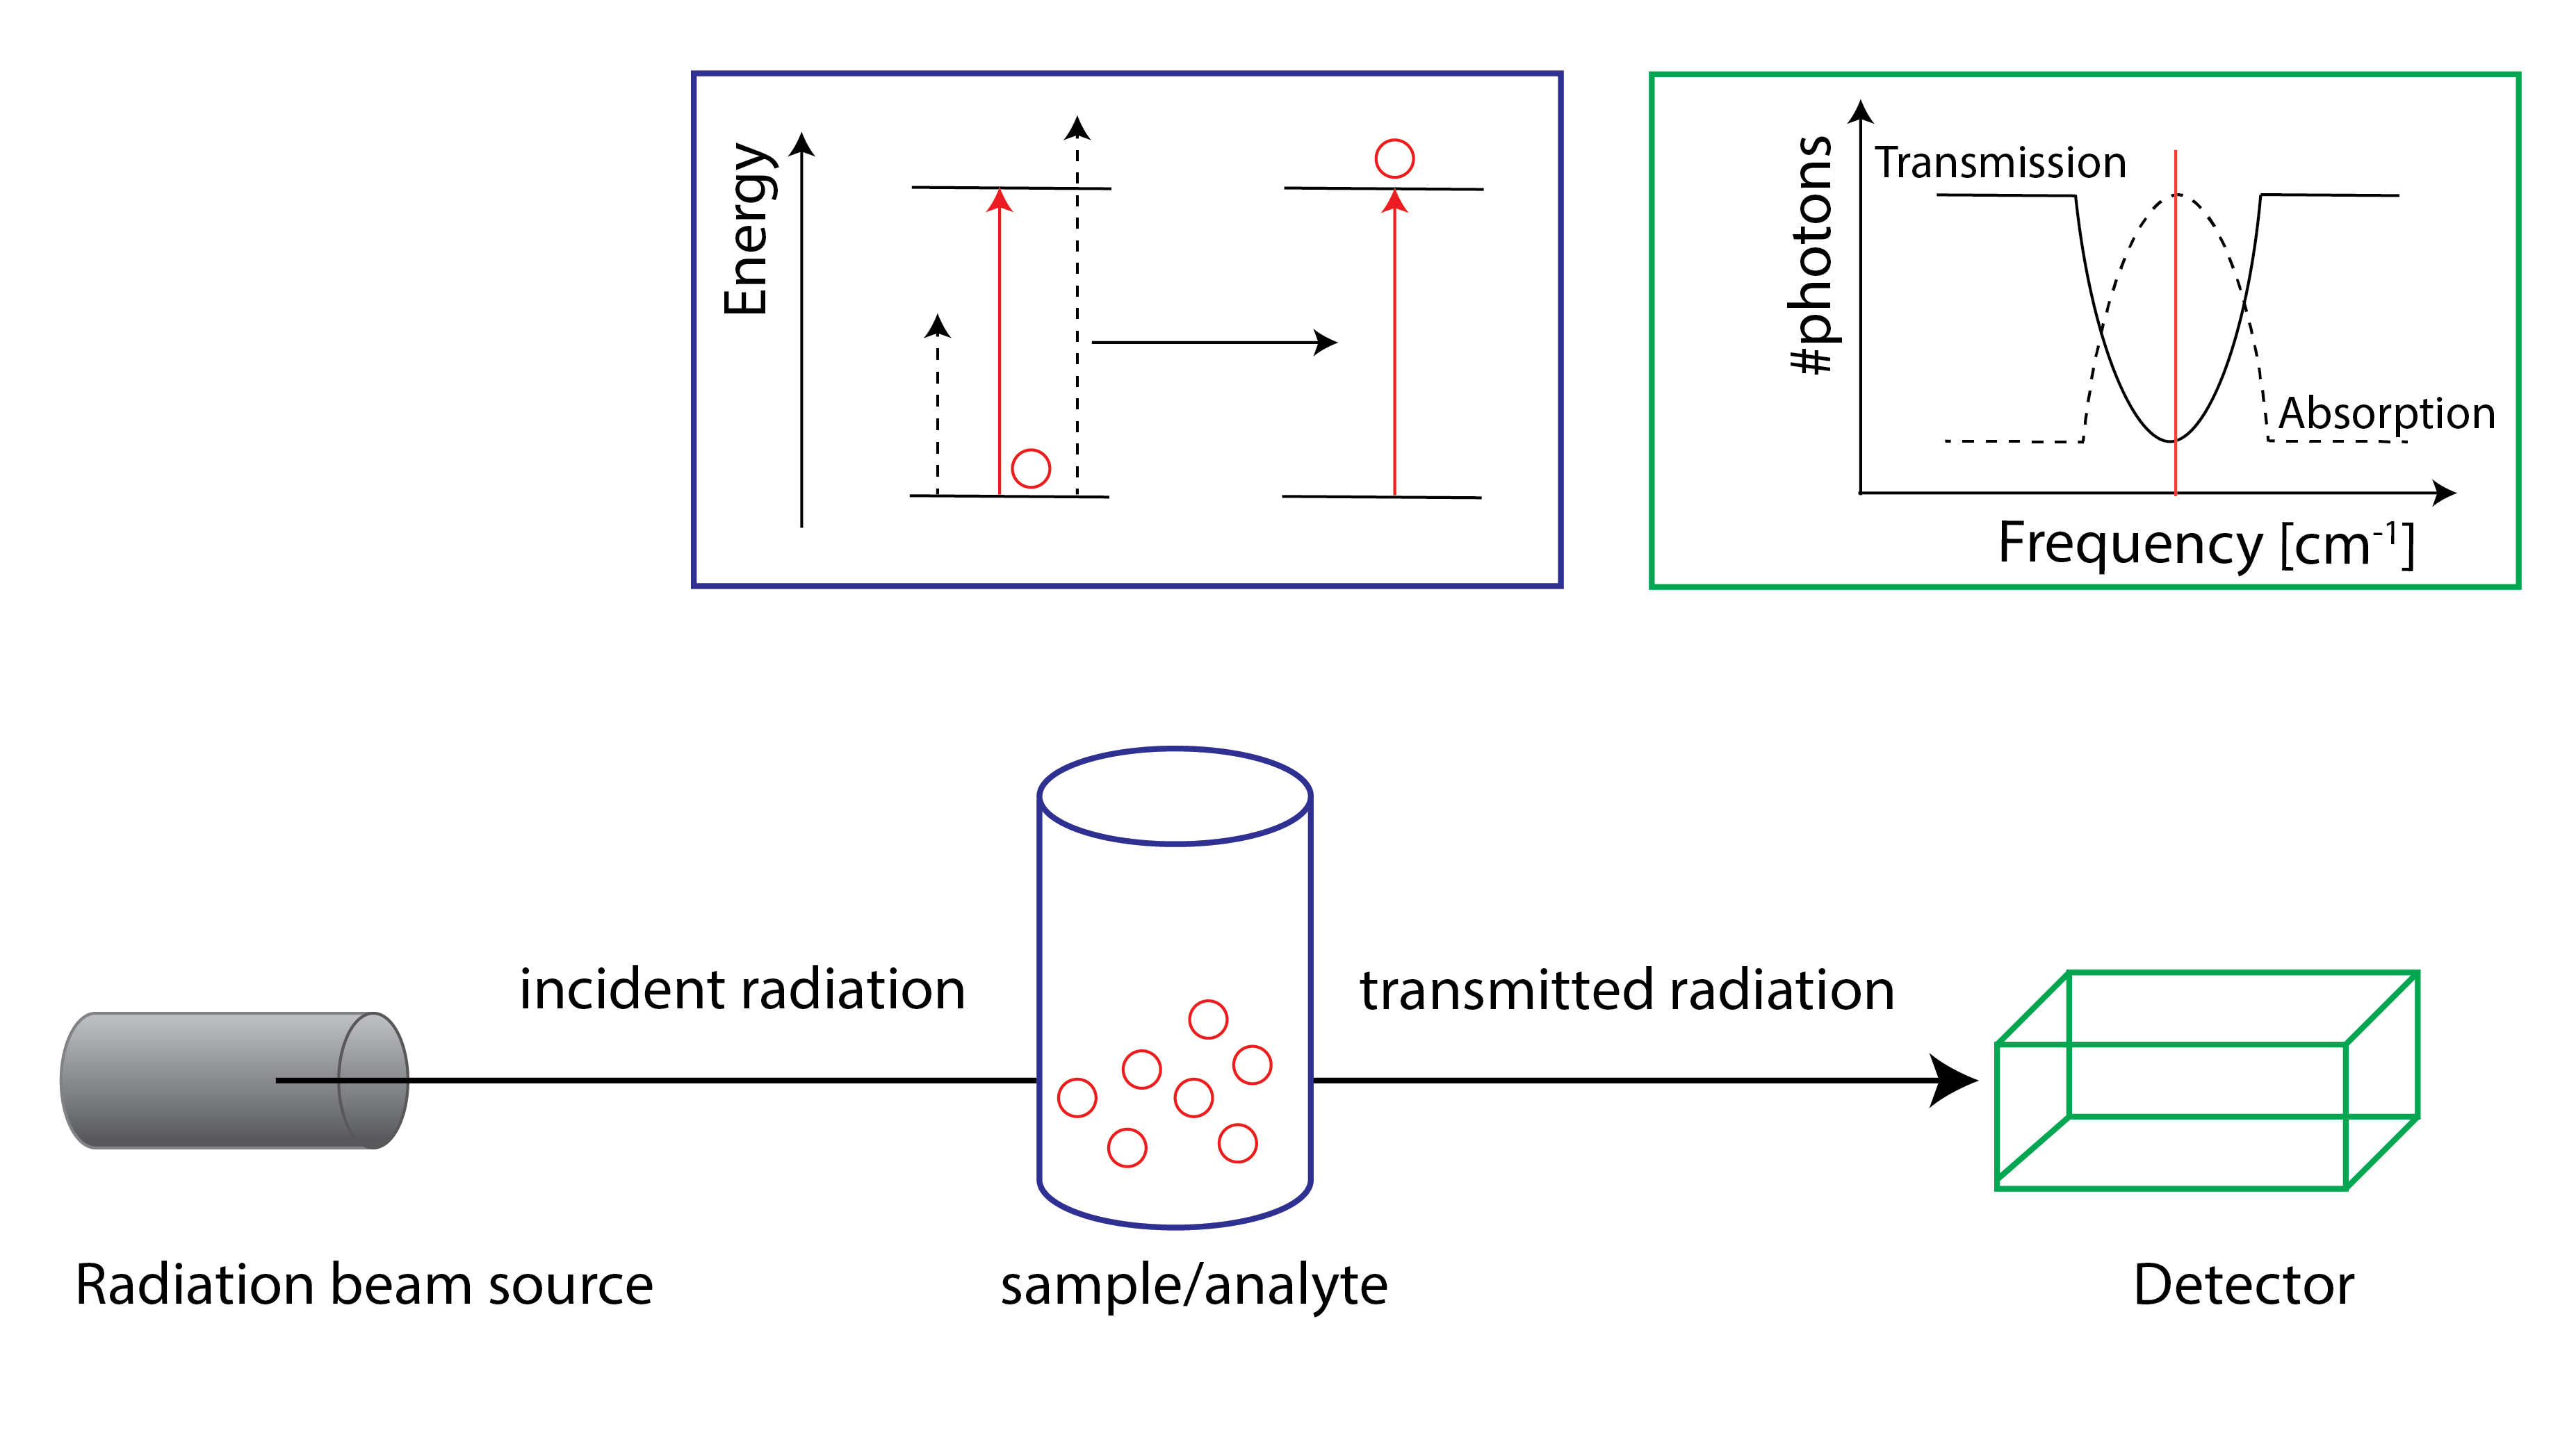 Energy
#photons
Transmission
Absorption
Frequency [cm⁻¹]
incident radiation
transmitted radiation
Radiation beam source
sample/analyte
Detector